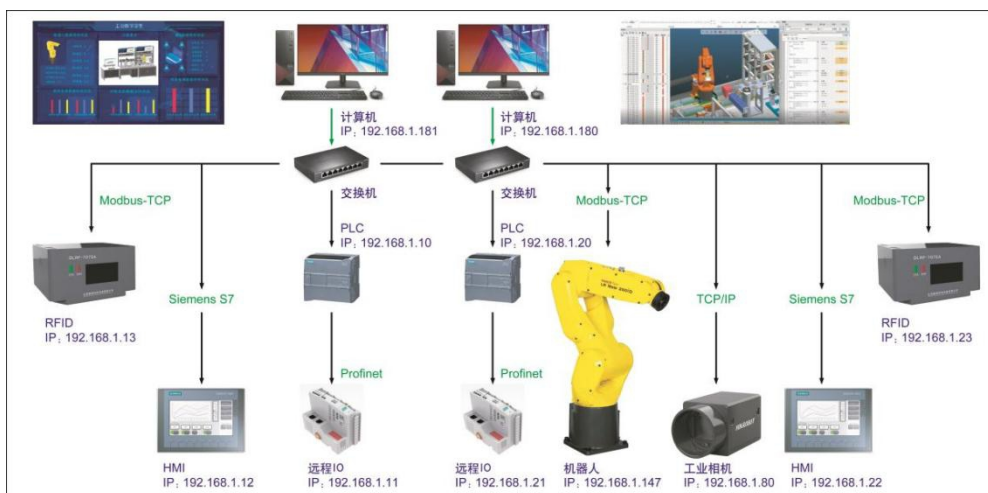 计算机
IP：192.168.1.181
计算机
IP：192.168.1.180
交换机
交换机
Modbus-TCP
PLC
IP：192.168.1.10
PLC
IP：192.168.1.20
Modbus-TCP
Modbus-TCP
RFID
IP：192.168.1.13
Siemens S7
TCP/IP
Siemens S7
RFID
IP：192.168.1.23
Profinet
Profinet
HMI
IP：192.168.1.12
远程IO
IP：192.168.1.11
远程IO
IP：192.168.1.21
机器人
IP：192.168.1.147
工业相机
IP：192.168.1.80
HMI
IP：192.168.1.22